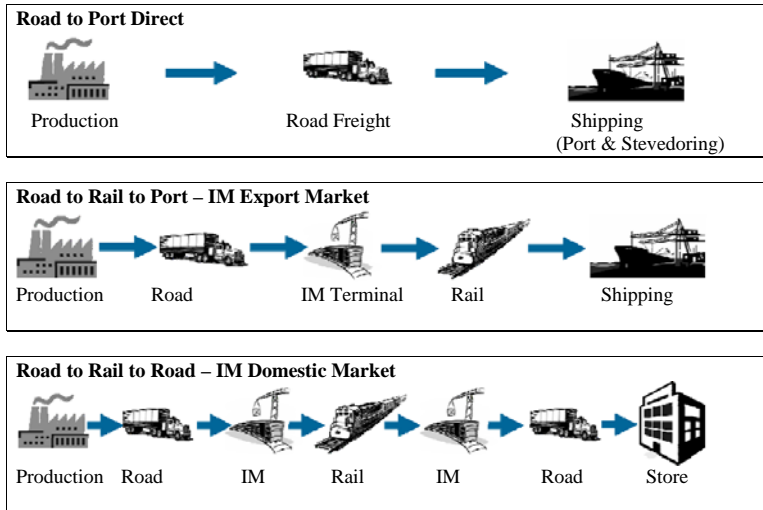 Road to Port Direct
Production Road Freight Shipping
(Port & Stevedoring)
Road to Rail to Port – IM Export Market
Production Road IM Terminal Rail Shipping
Road to Rail to Road – IM Domestic Market
Production Road IM Rail IM Road Store